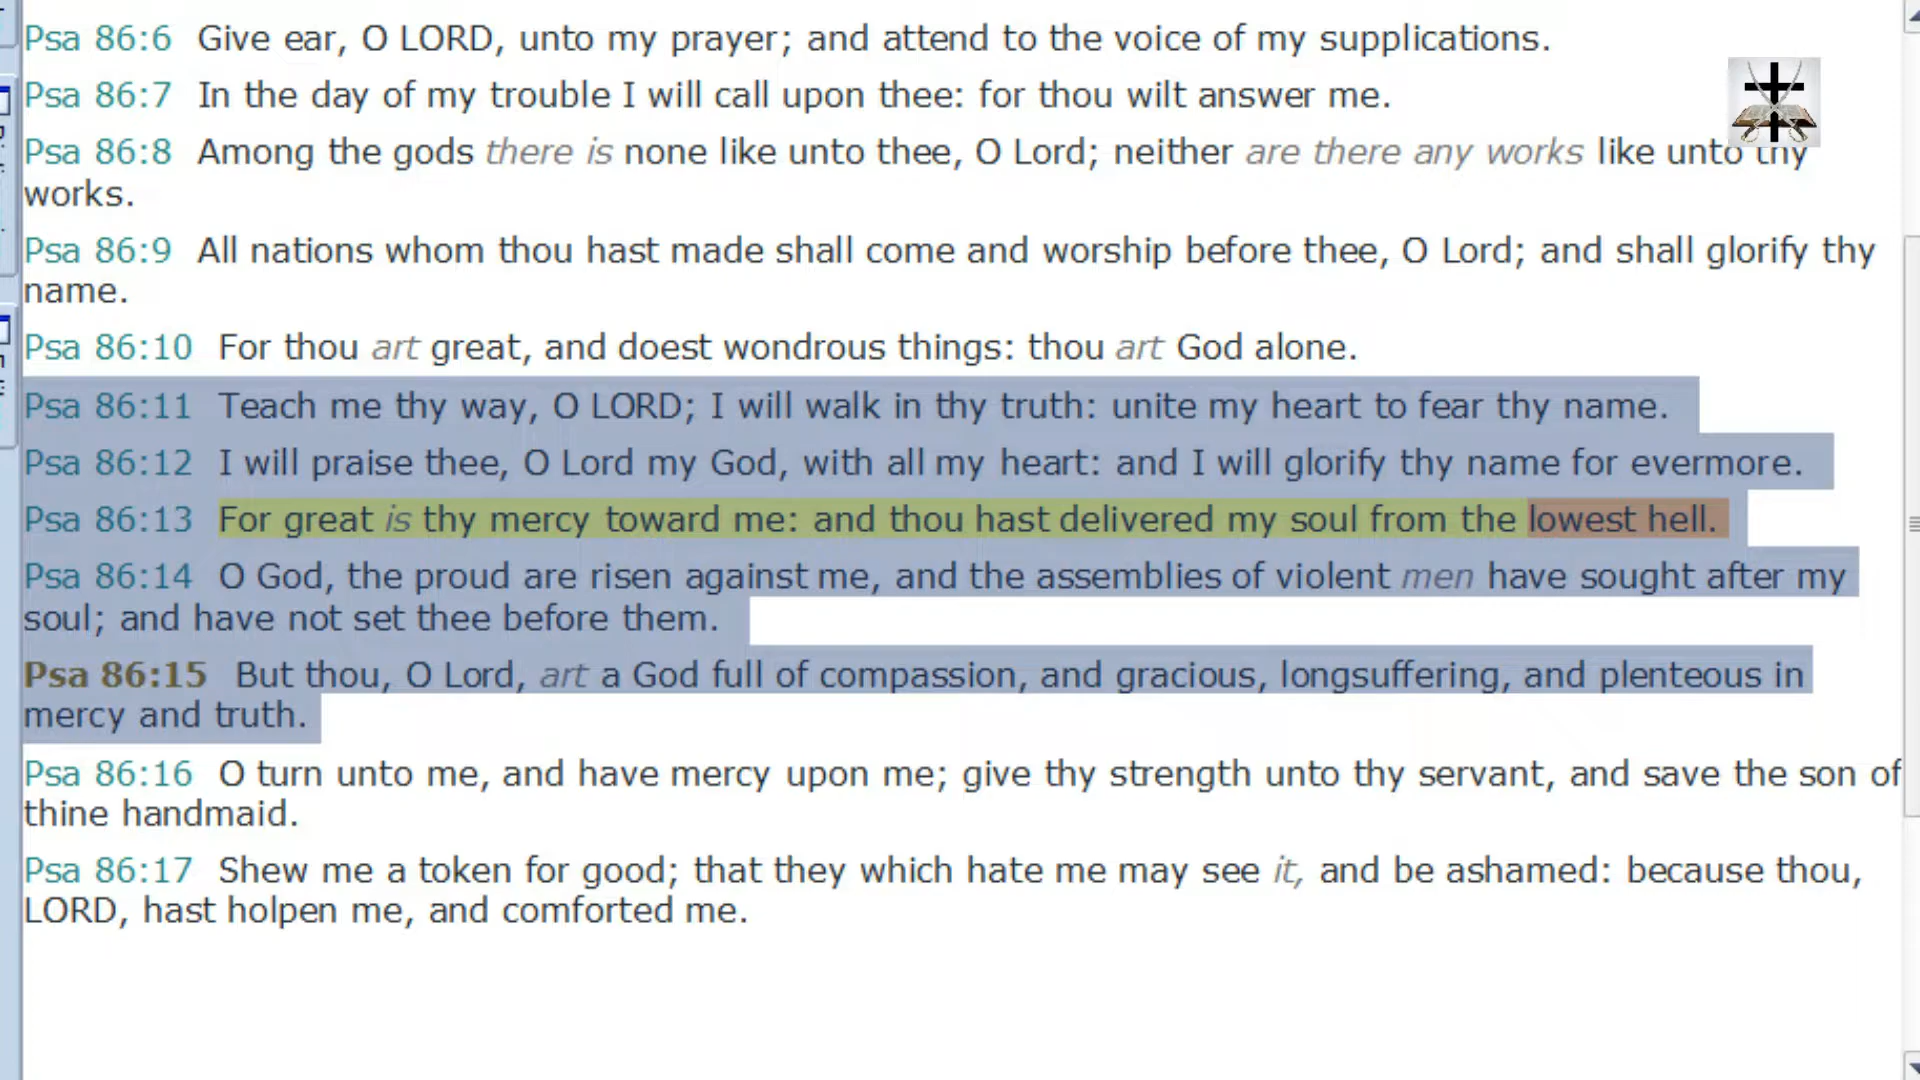 Psa 86:6 Give ear, O LORD, unto my prayer; and attend to the voice of my supplications.
Psa 86:7 In the day of my trouble I will call upon thee: for thou wilt answer me.
Psa 86:8 Among the gods there is none like unto thee, O Lord; neither are there any works like unto thy
works.
Psa 86:9 All nations whom thou hast made shall come and worship before thee, O Lord; and shall glorify thy
name.
Psa 86:10 For thou art great, and doest wondrous things: thou art God alone.
Psa 86:11 Teach me thy way, O LORD; I will walk in thy truth: unite my heart to fear thy name.
Psa 86:12 I will praise thee, O Lord my God, with all my heart: and I will glorify thy name for evermore.
Psa 86:13 For great is thy mercy toward me: and thou hast delivered my soul from the lowest hell.
Psa 86:14 O God, the proud are risen against me, and the assemblies of violent men have sought after my
soul; and have not set thee before them.
Psa 86:15 But thou, O Lord, art a God full of compassion, and gracious, longsuffering, and plenteous in
mercy and truth.
Psa 86:16 O turn unto me, and have mercy upon me; give thy strength unto thy servant, and save the son of
thine handmaid.
Psa 86:17 Shew me a token for good; that they which hate me may see it, and be ashamed: because thou,
LORD, hast holpen me, and comforted me.